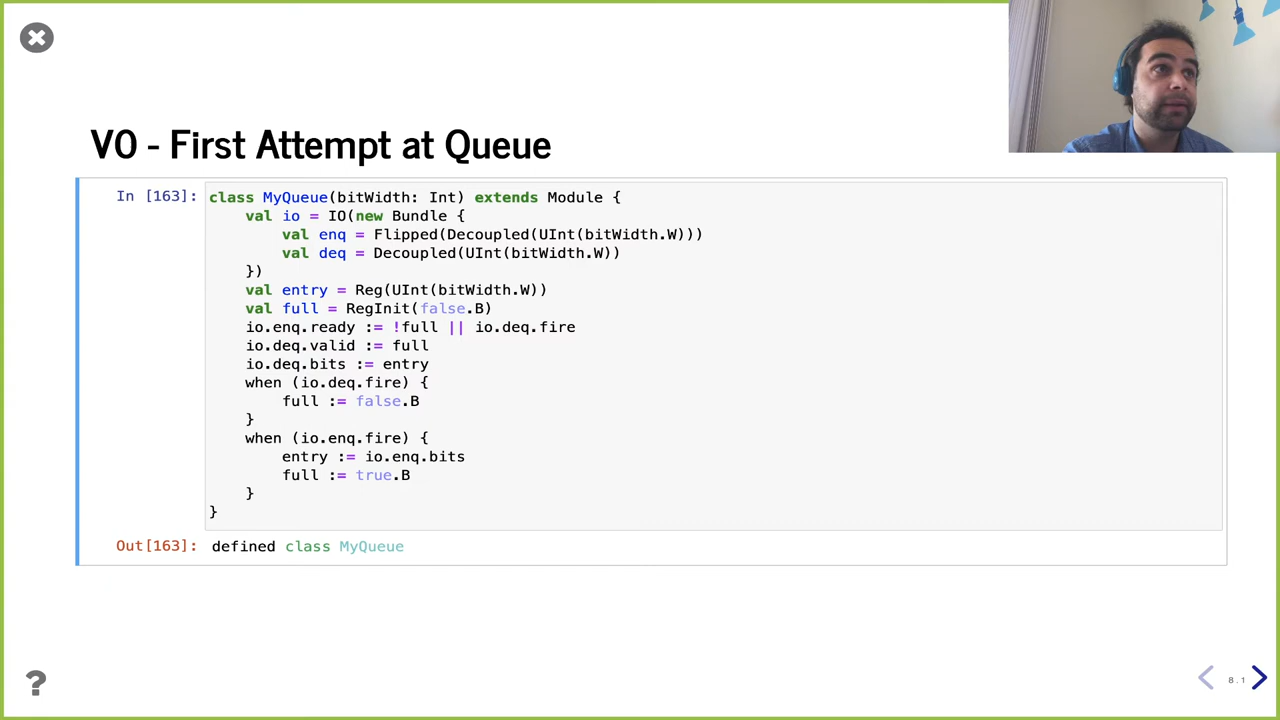 V0 - First Attempt at Queue
In [163]:
class MyQueue(bitWidth: Int) extends Module {
    val io = IO(new Bundle {
        val enq = Flipped(Decoupled(UInt(bitWidth.W)))
        val deq = Decoupled(UInt(bitWidth.W))
    })
    val entry = Reg(UInt(bitWidth.W))
    val full = RegInit(false.B)
    io.enq.ready := !full || io.deq.fire
    io.deq.valid := full
    io.deq.bits := entry
    when (io.deq.fire) {
        full := false.B
    }
    when (io.enq.fire) {
        entry := io.enq.bits
        full := true.B
    }
}
Out[163]: defined class MyQueue
?
8.1